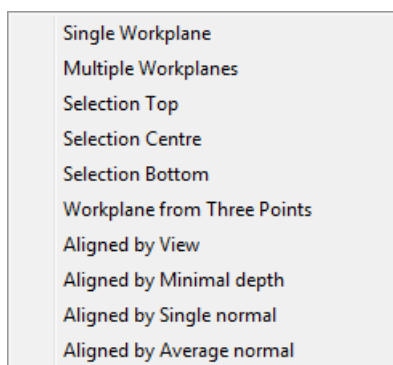 Single Workplane
Multiple Workplanes
Selection Top
Selection Centre
Selection Bottom
Workplane from Three Points
Aligned by View
Aligned by Minimal depth
Aligned by Single normal
Aligned by Average normal